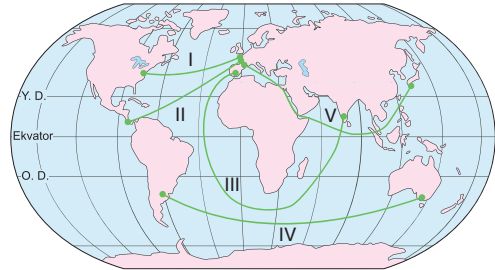 I
II
Y. D.
V
Ekvator
O. D.
III
IV